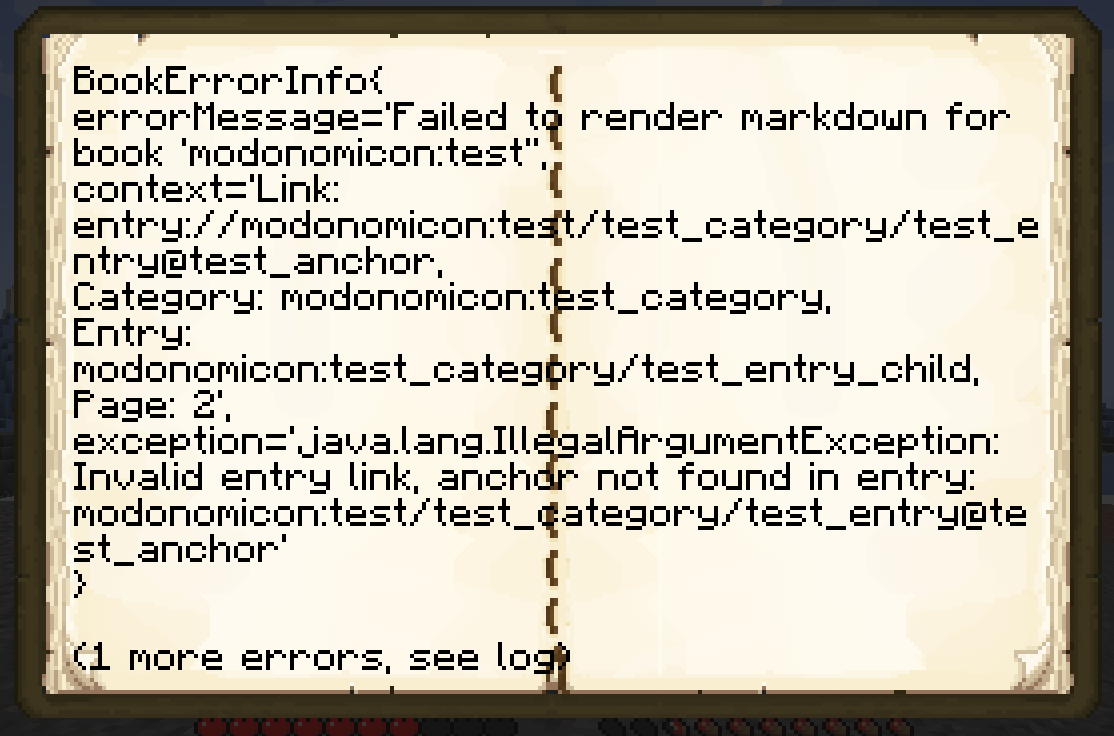 BookErrorInfo{
errorMessage='Failed to render markdown for
book 'modonomicon:test'',
context='Link:
entry://modonomicon:test/test_category/test_e
ntry@test_anchor,
Category: modonomicon:test_category,
Entry:
modonomicon:test_category/test_entry_child,
Page: 2',
exception='java.lang.IllegalArgumentException:
Invalid entry link, anchor not found in entry:
modonomicon:test/test_category/test_entry@te
st_anchor'
}
(1 more errors, see log)